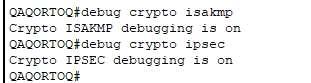 QAQORTOQ#debug crypto isakmp
Crypto ISAKMP debugging is on
QAQORTOQ#debug crypto ipsec
Crypto IPSEC debugging is on
QAQORTOQ#